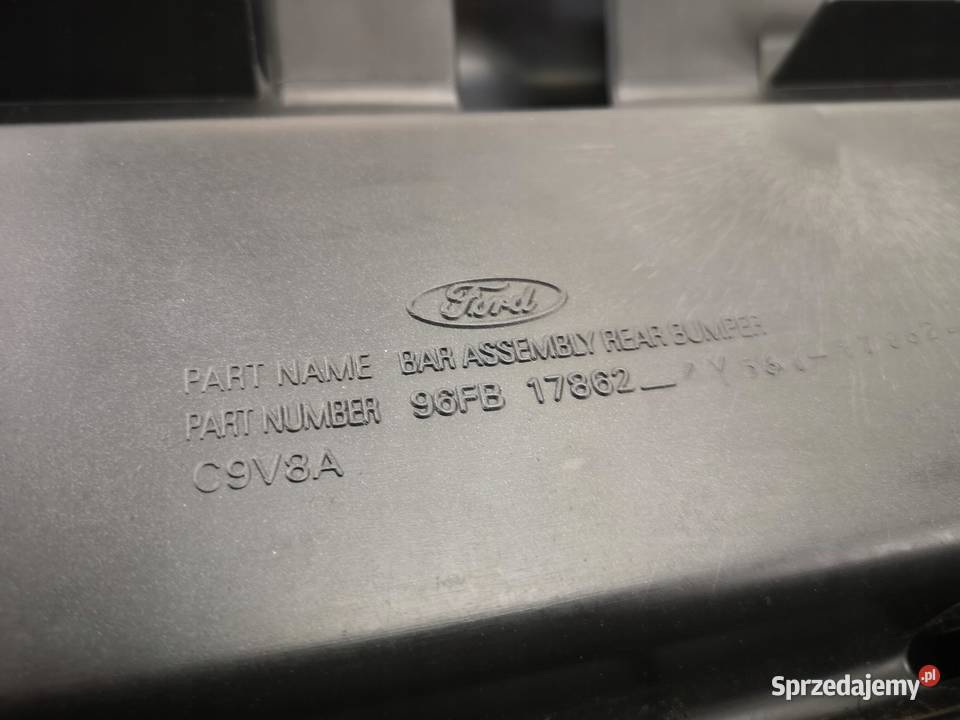 Ford
PART NAME BAR ASSEMBLY REAR BUMPER
PART NUMBER 96FB 17862
C9V8A
Sprzedajemy.pl